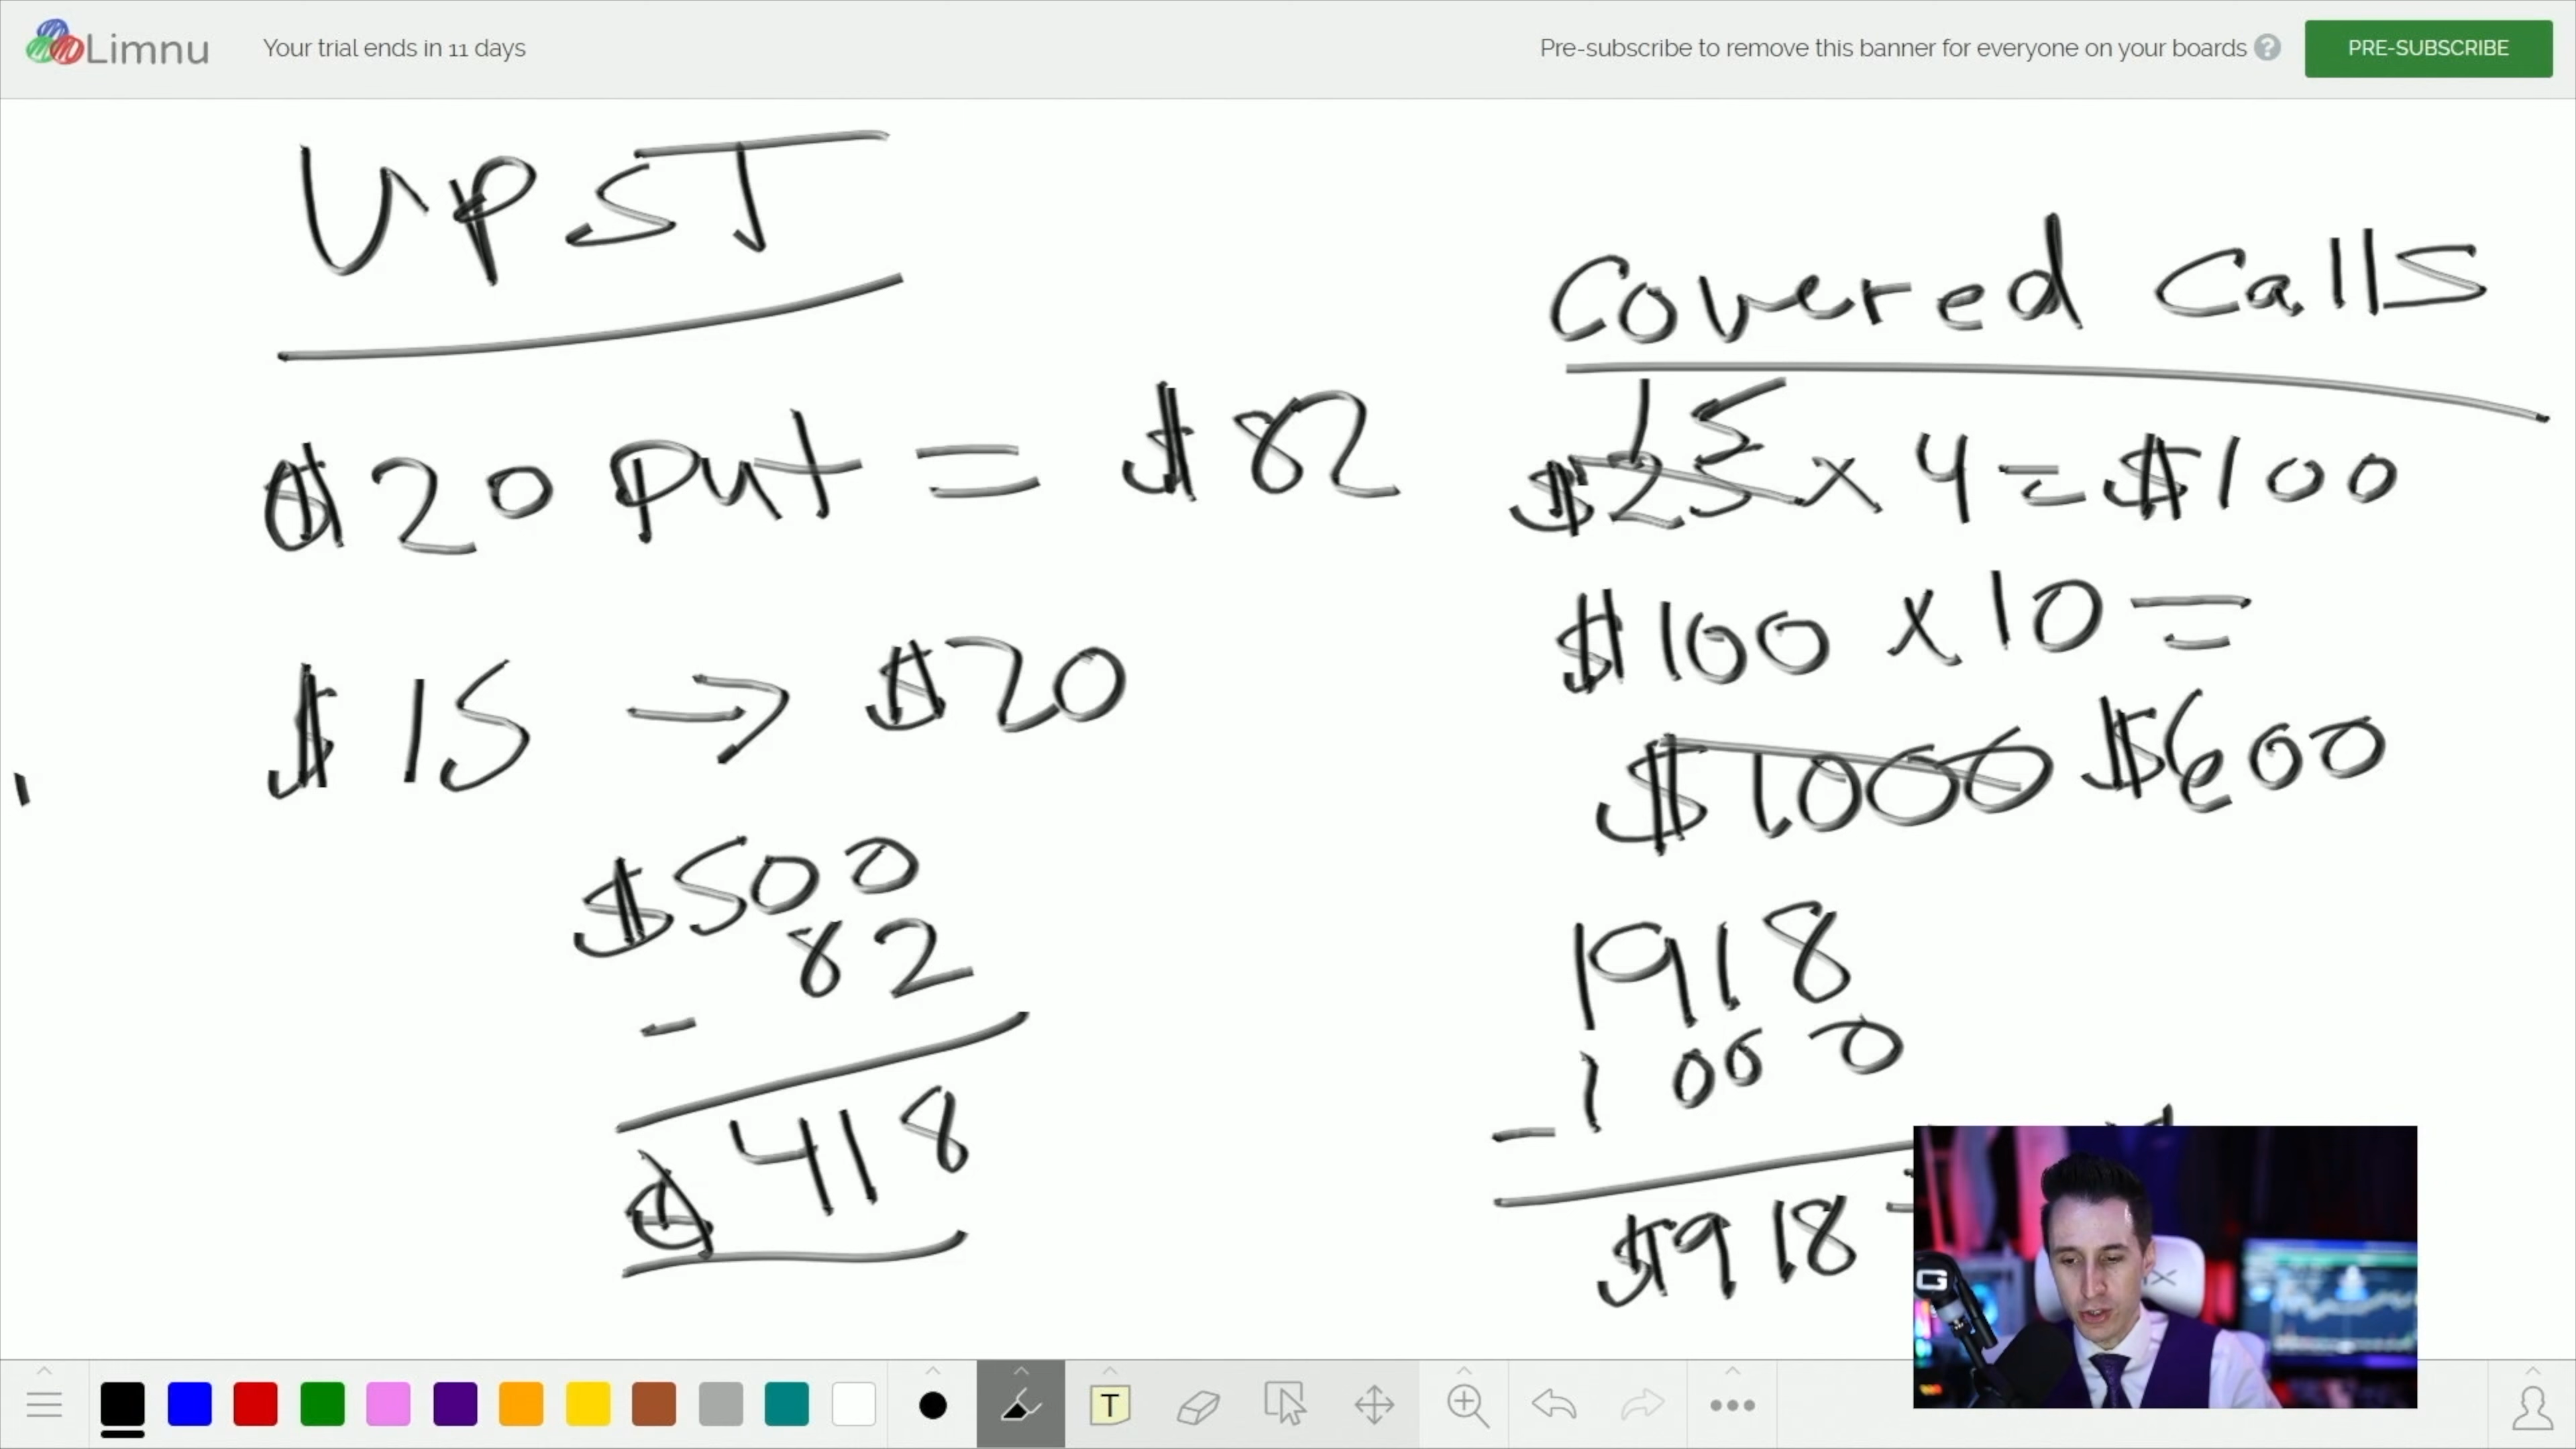 Limnu
Your trial ends in 11 days
Pre-subscribe to remove this banner for everyone on your boards ?
PRE-SUBSCRIBE
UPST
$20 put = $82
$15 → $20
$500
82
-
$418
Covered Calls
15
$25 x 4 = $100
$100 x 10 =
$1000 $600
1918
- 1000
$918 =
T
G